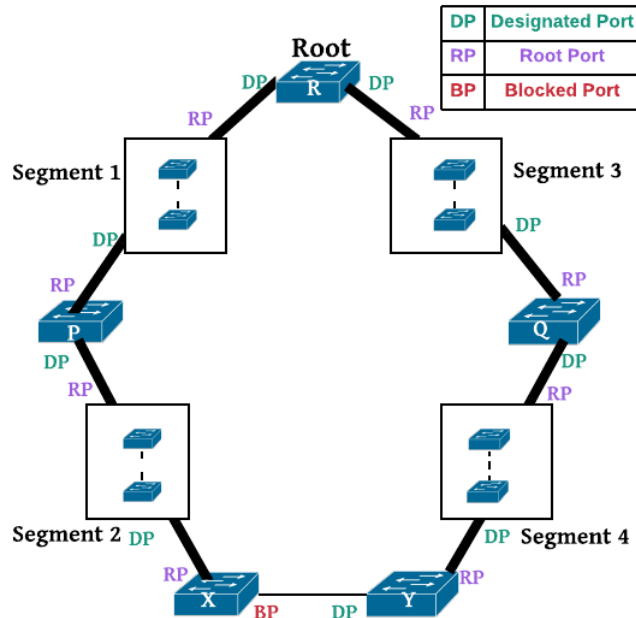 DP Designated Port
RP Root Port
BP Blocked Port
Root
DP R DP
RP RP
Segment 1 Segment 3
DP DP
RP RP
P Q
DP DP
RP RP
Segment 2 DP DP Segment 4
RP RP
X Y
BP DP